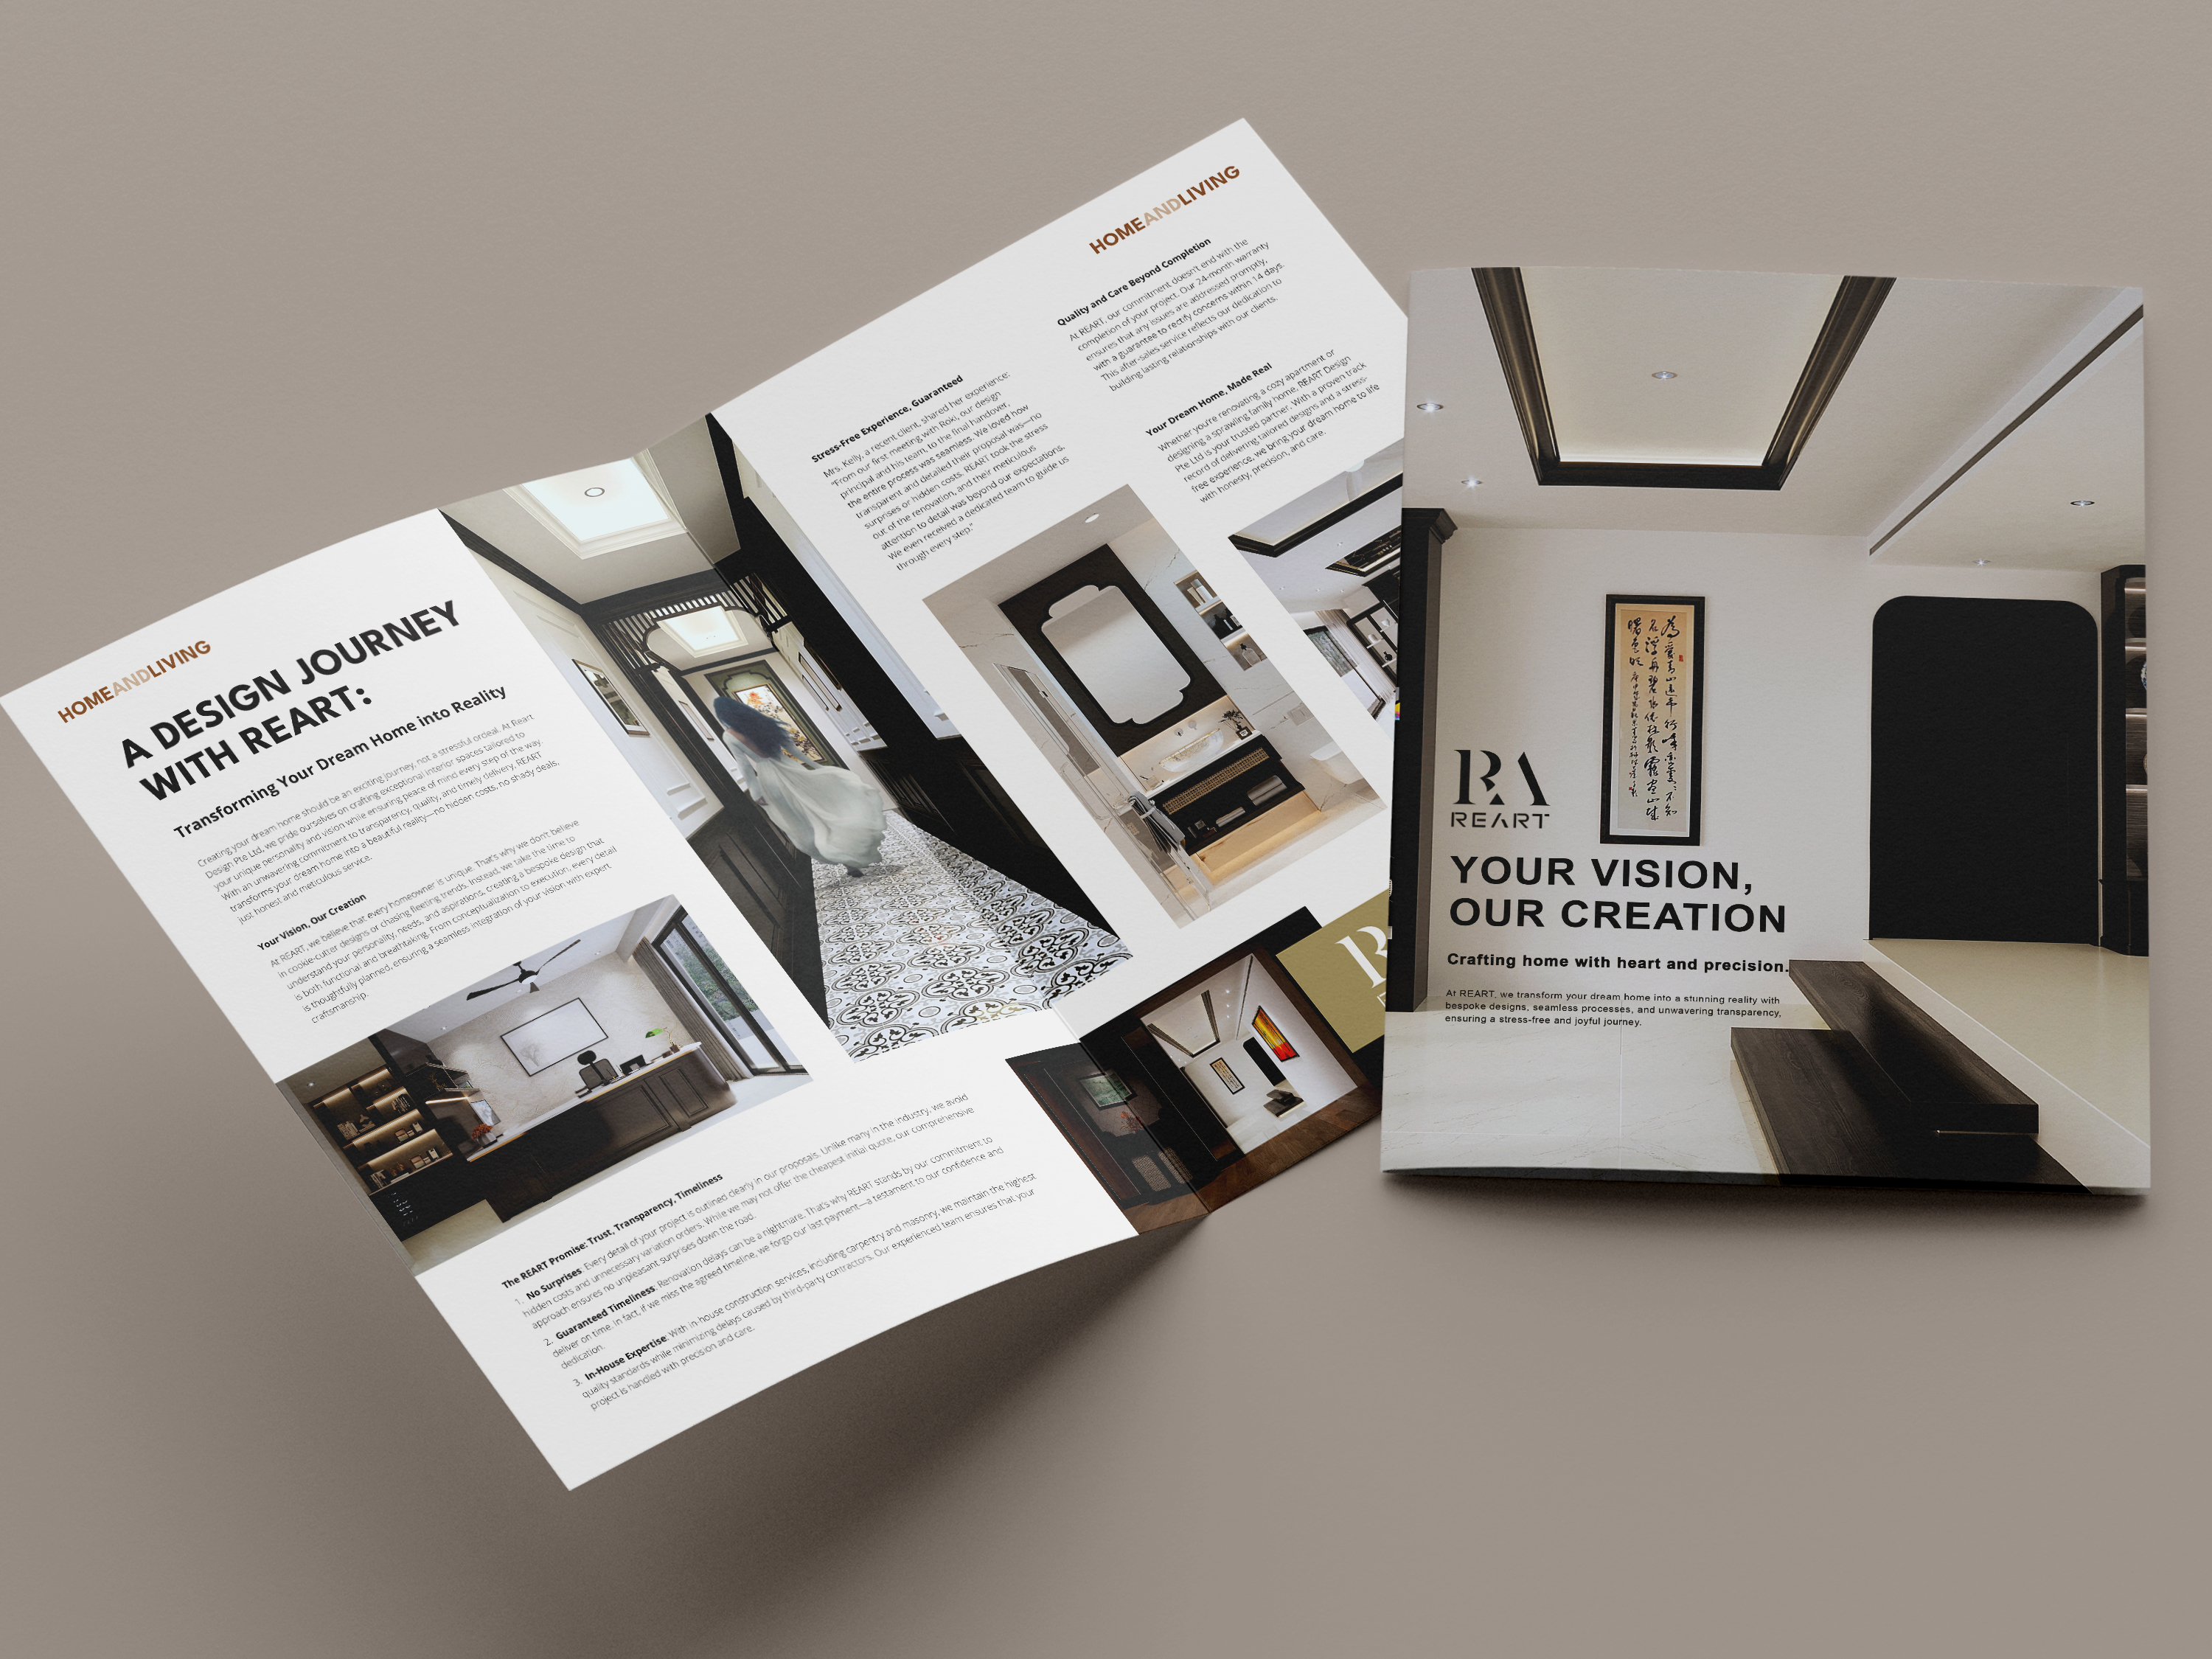 HOMEANDLIVING
A DESIGN JOURNEY
WITH REART:
Transforming Your Dream Home into Reality
Creating your dream home should be an exciting journey, not a stressful ordeal. At Reart
Design Pte Ltd, we pride ourselves on crafting exceptional interior spaces tailored to
your unique personality and vision while ensuring peace of mind every step of the way.
With an unwavering commitment to transparency, quality, and timely delivery, REART
transforms your dream home into a beautiful reality—no hidden costs, no shady deals,
just honest and meticulous service.
Your Vision, Our Creation
At REART, we believe that every homeowner is unique. That's why we don't believe
in cookie-cutter designs or chasing fleeting trends. Instead, we take the time to
understand your personality, needs, and aspirations, creating a bespoke design that
is both functional and breathtaking. From conceptualization to execution, every detail
is thoughtfully planned, ensuring a seamless integration of your vision with expert
craftsmanship.
The REART Promise: Trust, Transparency, Timeliness
1. No Surprises: Every detail of your project is outlined clearly in our proposals. Unlike many in the industry, we avoid
hidden costs and unnecessary variation orders. While we may not offer the cheapest initial quote, our comprehensive
approach ensures no unpleasant surprises down the road.
2. Guaranteed Timeliness: Renovation delays can be a nightmare. That's why REART stands by our commitment to
deliver on time. In fact, if we miss the agreed timeline, we forgo our last payment—a testament to our confidence and
dedication.
3. In-House Expertise: With in-house construction services, including carpentry and masonry, we maintain the highest
quality standards while minimizing delays caused by third-party contractors. Our experienced team ensures that your
project is handled with precision and care.
Stress-Free Experience, Guaranteed
Mrs. Kelly, a recent client, shared her experience:
"From our first meeting with Roki, our design
principal and his team, to the final handover,
the entire process was seamless. We loved how
transparent and detailed their proposal was—no
surprises or hidden costs. REART took the stress
out of the renovation, and their meticulous
attention to detail was beyond our expectations.
We even received a dedicated team to guide us
through every step."
HOMEANDLIVING
Quality and Care Beyond Completion
At REART, our commitment doesn't end with the
completion of your project. Our 24-month warranty
ensures that any issues are addressed promptly,
with a guarantee to rectify concerns within 14 days.
This after-sales service reflects our dedication to
building lasting relationships with our clients.
Your Dream Home, Made Real
Whether you're renovating a cozy apartment or
designing a sprawling family home, REART Design
Pte Ltd is your trusted partner. With a proven track
record of delivering tailored designs and a stress-
free experience, we bring your dream home to life
with honesty, precision, and care.
RA
REART
YOUR VISION,
OUR CREATION
Crafting home with heart and precision.
At REART, we transform your dream home into a stunning reality with
bespoke designs, seamless processes, and unwavering transparency,
ensuring a stress-free and joyful journey.